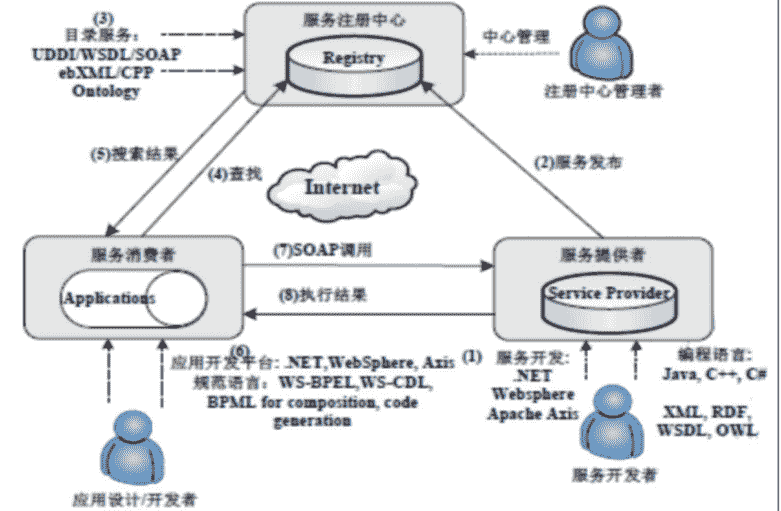 (3)
目录服务:
UDDI/WSDL/SOAP
ebXML/CPP
Ontology
服务注册中心
Registry
中心管理
注册中心管理者
(5)搜索结果
(4)查找
Internet
(2)服务发布
服务消费者
Applications
(7)SOAP调用
(8)执行结果
服务提供者
Service Provider
(6)
应用开发平台: .NET,WebSphere, Axis
规范语言: WS-BPEL,WS-CDL,
BPML for composition, code
generation
应用设计/开发者
(1)
服务开发:
.NET
Websphere
Apache Axis
编程语言:
Java, C++, C#
XML, RDF,
WSDL, OWL
服务开发者